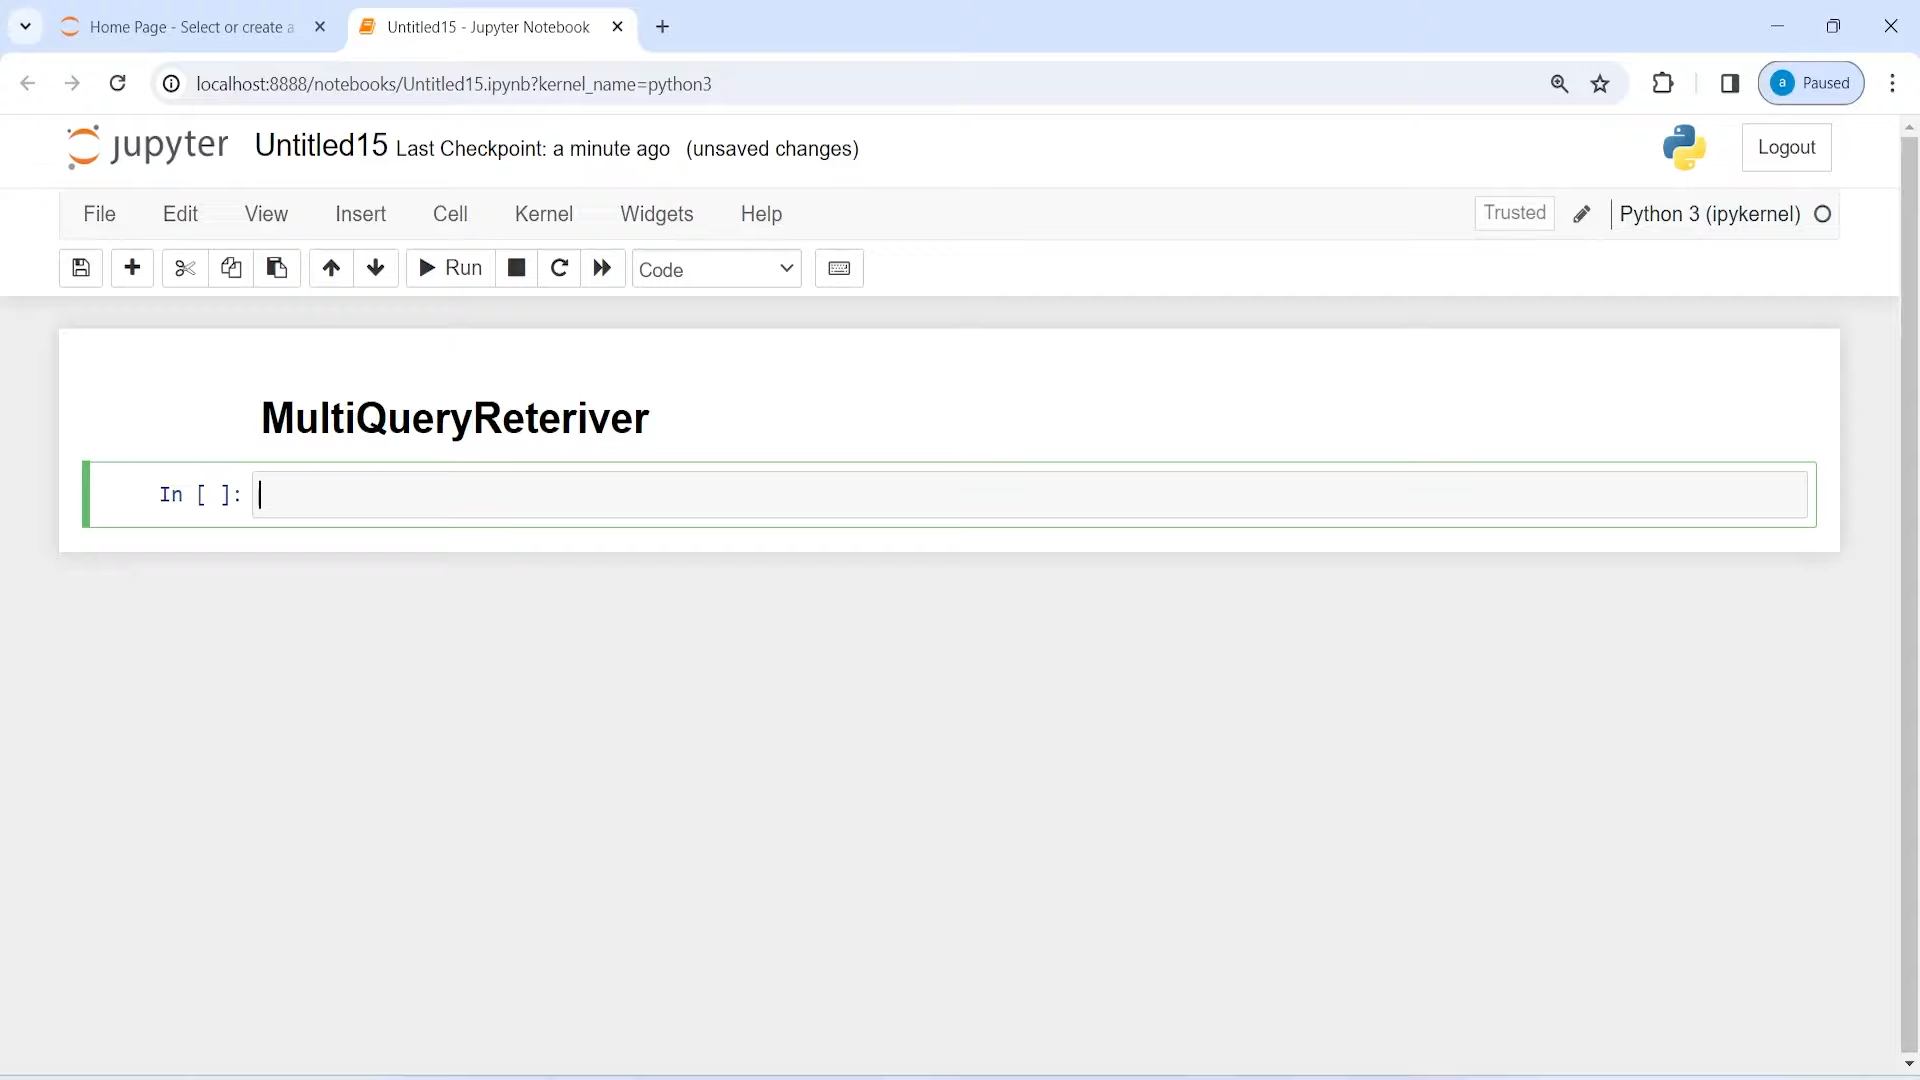 Home Page - Select or create a
Untitled15 - Jupyter Notebook
localhost:8888/notebooks/Untitled15.ipynb?kernel_name=python3
a Paused
jupyter Untitled15 Last Checkpoint: a minute ago (unsaved changes)
Logout
File Edit View Insert Cell Kernel Widgets Help
Trusted Python 3 (ipykernel)
Run Code
MultiQueryReteriver
In [ ]: